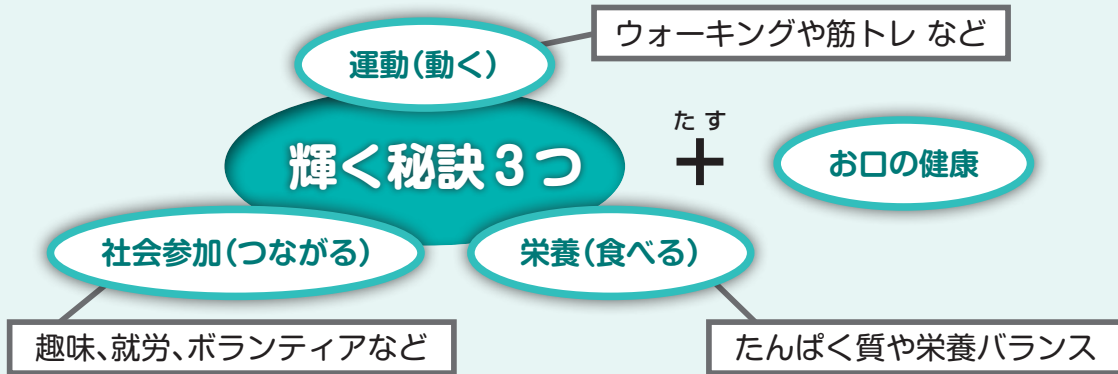 ウォーキングや筋トレ など
運動(動く)
たす
+
輝く秘訣3つ
お口の健康
社会参加(つながる)
栄養(食べる)
趣味、就労、ボランティアなど
たんぱく質や栄養バランス